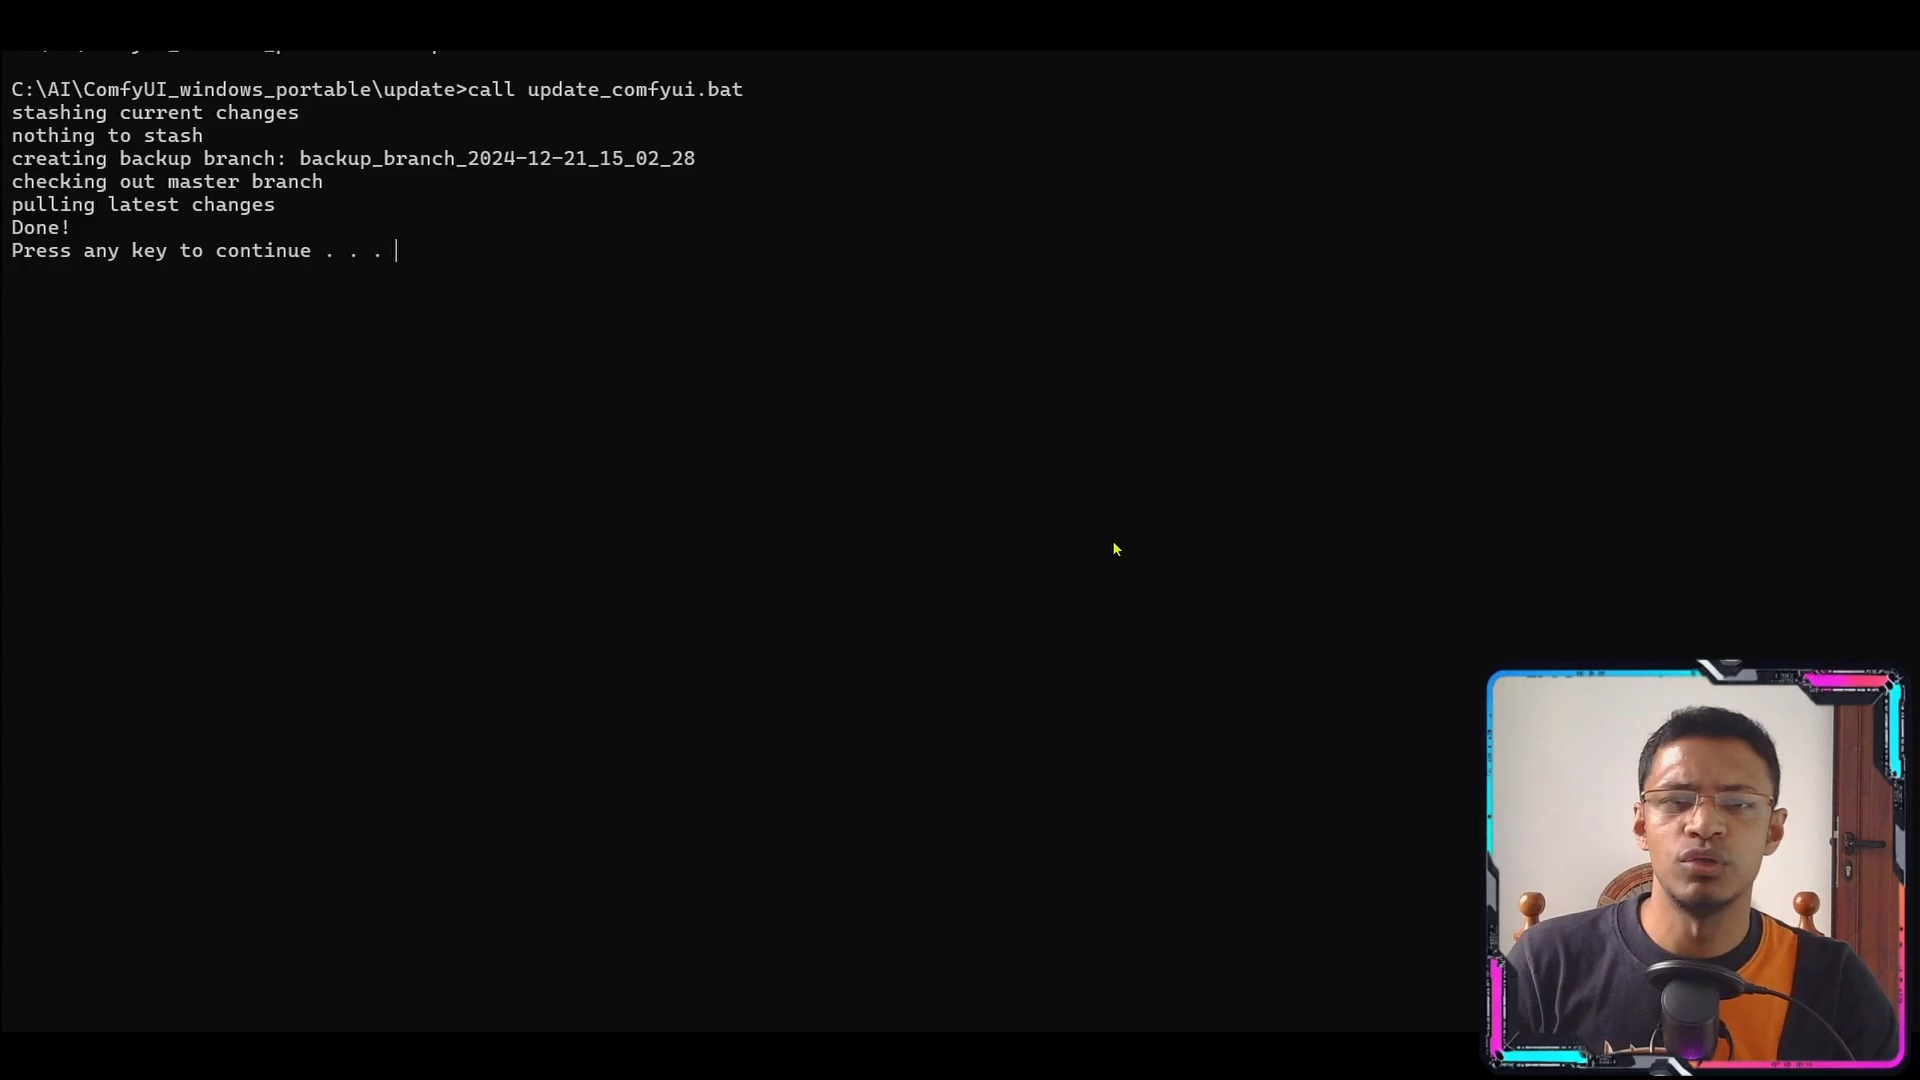 C:\AI\ComfyUI_windows_portable\update>call update_comfyui.bat
stashing current changes
nothing to stash
creating backup branch: backup_branch_2024-12-21_15_02_28
checking out master branch
pulling latest changes
Done!
Press any key to continue . . .